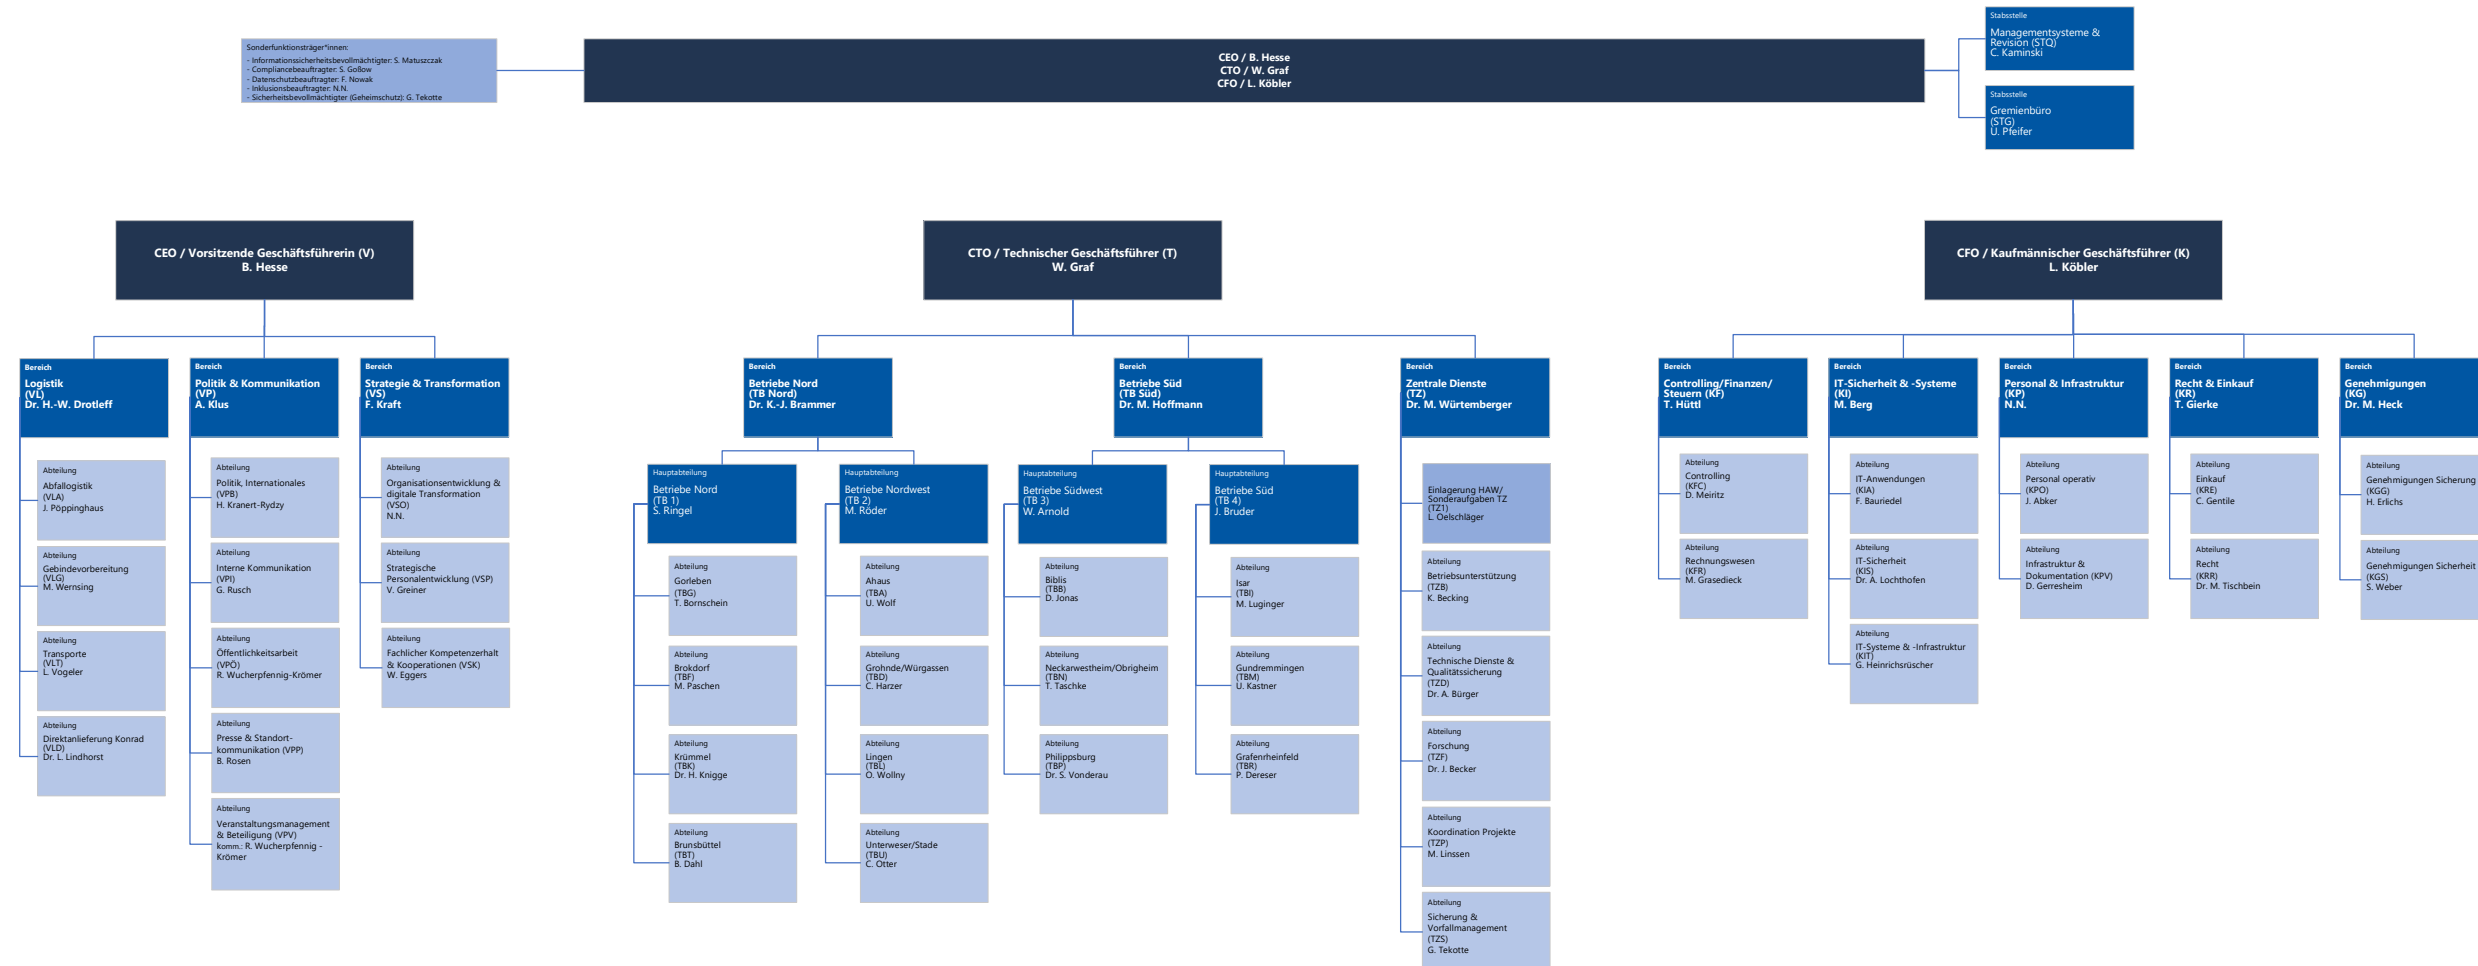 Sonderfunktionsträger*innen:
- Informationssicherheitsbevollmächtigter: S. Matuszczak
- Compliancebeauftragter: S. Goßow
- Datenschutzbeauftragter: F. Nowak
- Inklusionsbeauftragter: N.N.
- Sicherheitsbevollmächtigter (Geheimschutz): G. Tekotte
CEO / B. Hesse
CTO / W. Graf
CFO / L. Köbler
Stabsstelle
Managementsysteme &
Revision (STQ)
C. Kaminski
Stabsstelle
Gremienbüro
(STG)
U. Pfeifer
CEO / Vorsitzende Geschäftsführerin (V)
B. Hesse
CTO / Technischer Geschäftsführer (T)
W. Graf
CFO / Kaufmännischer Geschäftsführer (K)
L. Köbler
Bereich
Logistik
(VL)
Dr. H.-W. Drotleff
Abteilung
Abfallogistik
(VLA)
J. Pöppinghaus
Abteilung
Gebindevorbereitung
(VLG)
M. Wernsing
Abteilung
Transporte
(VLT)
L. Vogeler
Abteilung
Direktanlieferung Konrad
(VLD)
Dr. L. Lindhorst
Bereich
Politik & Kommunikation
(VP)
A. Klus
Abteilung
Politik, Internationales
(VPB)
H. Kranert-Rydzy
Abteilung
Interne Kommunikation
(VPI)
G. Rusch
Abteilung
Öffentlichkeitsarbeit
(VPÖ)
R. Wucherpfennig-Krömer
Abteilung
Presse & Standort-
kommunikation (VPP)
B. Rosen
Abteilung
Veranstaltungsmanagement
& Beteiligung (VPV)
komm.: R. Wucherpfennig -
Krömer
Bereich
Strategie & Transformation
(VS)
F. Kraft
Abteilung
Organisationsentwicklung &
digitale Transformation
(VSO)
N.N.
Abteilung
Strategische
Personalentwicklung (VSP)
V. Greiner
Abteilung
Fachlicher Kompetenzerhalt
& Kooperationen (VSK)
W. Eggers
Bereich
Betriebe Nord
(TB Nord)
Dr. K.-J. Brammer
Hauptabteilung
Betriebe Nord
(TB 1)
S. Ringel
Abteilung
Gorleben
(TBG)
T. Bornschein
Abteilung
Brokdorf
(TBF)
M. Paschen
Abteilung
Krümmel
(TBK)
Dr. H. Knigge
Abteilung
Brunsbüttel
(TBT)
B. Dahl
Hauptabteilung
Betriebe Nordwest
(TB 2)
M. Röder
Abteilung
Ahaus
(TBA)
U. Wolf
Abteilung
Grohnde/Würgassen
(TBD)
C. Harzer
Abteilung
Lingen
(TBL)
O. Wollny
Abteilung
Unterweser/Stade
(TBU)
C. Otter
Bereich
Betriebe Süd
(TB Süd)
Dr. M. Hoffmann
Hauptabteilung
Betriebe Südwest
(TB 3)
W. Arnold
Abteilung
Biblis
(TBB)
D. Jonas
Abteilung
Neckarwestheim/Obrigheim
(TBN)
T. Taschke
Abteilung
Philippsburg
(TBP)
Dr. S. Vonderau
Hauptabteilung
Betriebe Süd
(TB 4)
J. Bruder
Abteilung
Isar
(TBI)
M. Luginger
Abteilung
Gundremmingen
(TBM)
U. Kastner
Abteilung
Grafenrheinfeld
(TBR)
P. Dereser
Bereich
Zentrale Dienste
(TZ)
Dr. M. Würtemberger
Einlagerung HAW/
Sonderaufgaben TZ
(TZ1)
L. Oelschläger
Abteilung
Betriebsunterstützung
(TZB)
K. Becking
Abteilung
Technische Dienste &
Qualitätssicherung
(TZD)
Dr. A. Bürger
Abteilung
Forschung
(TZF)
Dr. J. Becker
Abteilung
Koordination Projekte
(TZP)
M. Linssen
Abteilung
Sicherung &
Vorfallmanagement
(TZS)
G. Tekotte
Bereich
Controlling/Finanzen/
Steuern (KF)
T. Hüttl
Abteilung
Controlling
(KFC)
D. Meiritz
Abteilung
Rechnungswesen
(KFR)
M. Grasedieck
Bereich
IT-Sicherheit & -Systeme
(KI)
M. Berg
Abteilung
IT-Anwendungen
(KIA)
F. Bauriedel
Abteilung
IT-Sicherheit
(KIS)
Dr. A. Lochthofen
Abteilung
IT-Systeme & -Infrastruktur
(KIT)
G. Heinrichsrüscher
Bereich
Personal & Infrastruktur
(KP)
N.N.
Abteilung
Personal operativ
(KPO)
J. Abker
Abteilung
Infrastruktur &
Dokumentation (KPV)
D. Gerresheim
Bereich
Recht & Einkauf
(KR)
T. Gierke
Abteilung
Einkauf
(KRE)
C. Gentile
Abteilung
Recht
(KRR)
Dr. M. Tischbein
Bereich
Genehmigungen
(KG)
Dr. M. Heck
Abteilung
Genehmigungen Sicherung
(KGG)
H. Erlichs
Abteilung
Genehmigungen Sicherheit
(KGS)
S. Weber